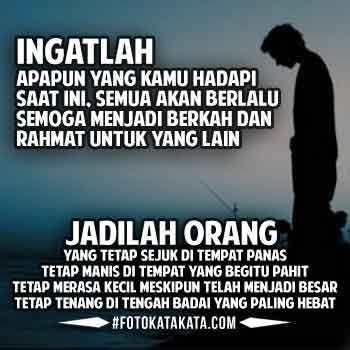 INGATLAH
APAPUN YANG KAMU HADAPI
SAAT INI, SEMUA AKAN BERLALU
SEMOGA MENJADI BERKAH DAN
RAHMAT UNTUK YANG LAIN
JADILAH ORANG
YANG TETAP SEJUK DI TEMPAT PANAS
TETAP MANIS DI TEMPAT YANG BEGITU PAHIT
TETAP MERASA KECIL MESKIPUN TELAH MENJADI BESAR
TETAP TENANG DI TENGAH BADAI YANG PALING HEBAT
#FOTOKATAKATA.COM